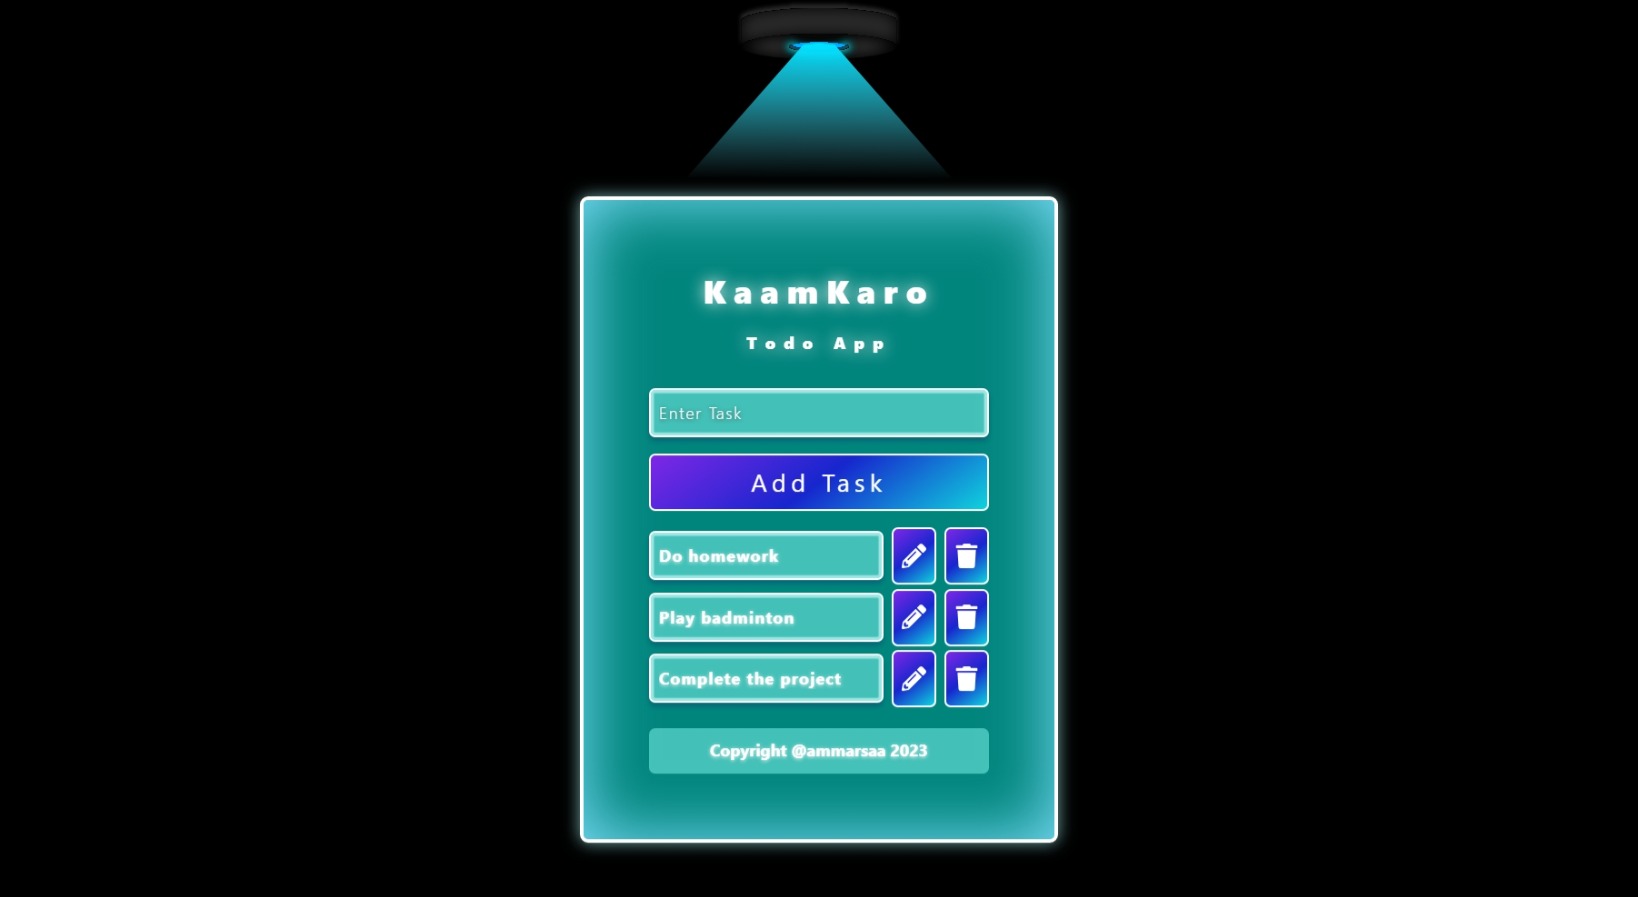 KaamKaro
Todo App
Enter Task
Add Task
Do homework
Play badminton
Complete the project
Copyright @ammarsaa 2023